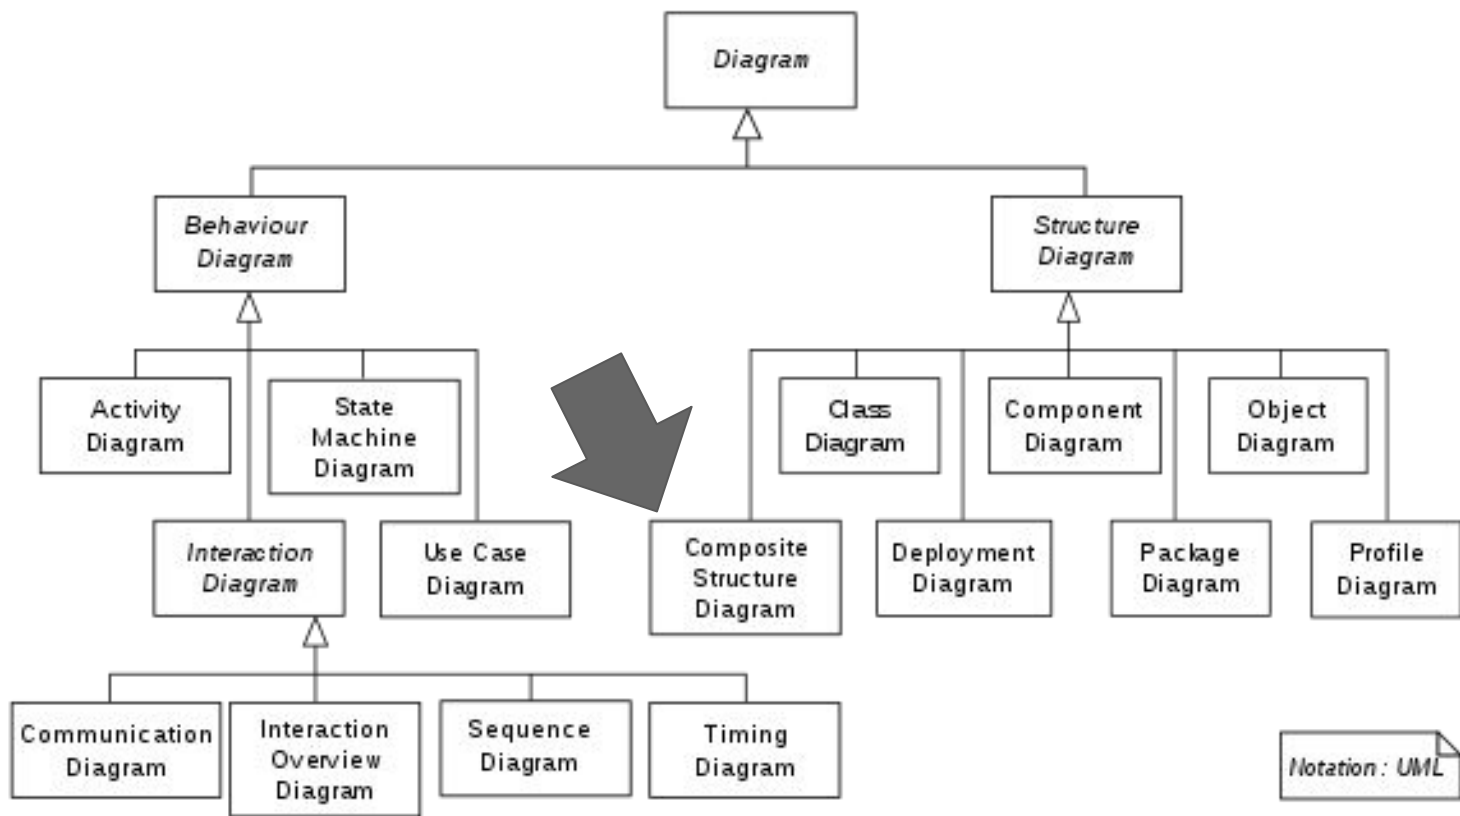 Diagram
Behaviour
Diagram
Structure
Diagram
Activity
Diagram
State
Machine
Diagram
Class
Diagram
Component
Diagram
Object
Diagram
Interaction
Diagram
Use Case
Diagram
Composite
Structure
Diagram
Deployment
Diagram
Package
Diagram
Profile
Diagram
Communication
Diagram
Interaction
Overview
Diagram
Sequence
Diagram
Timing
Diagram
Notation : UML